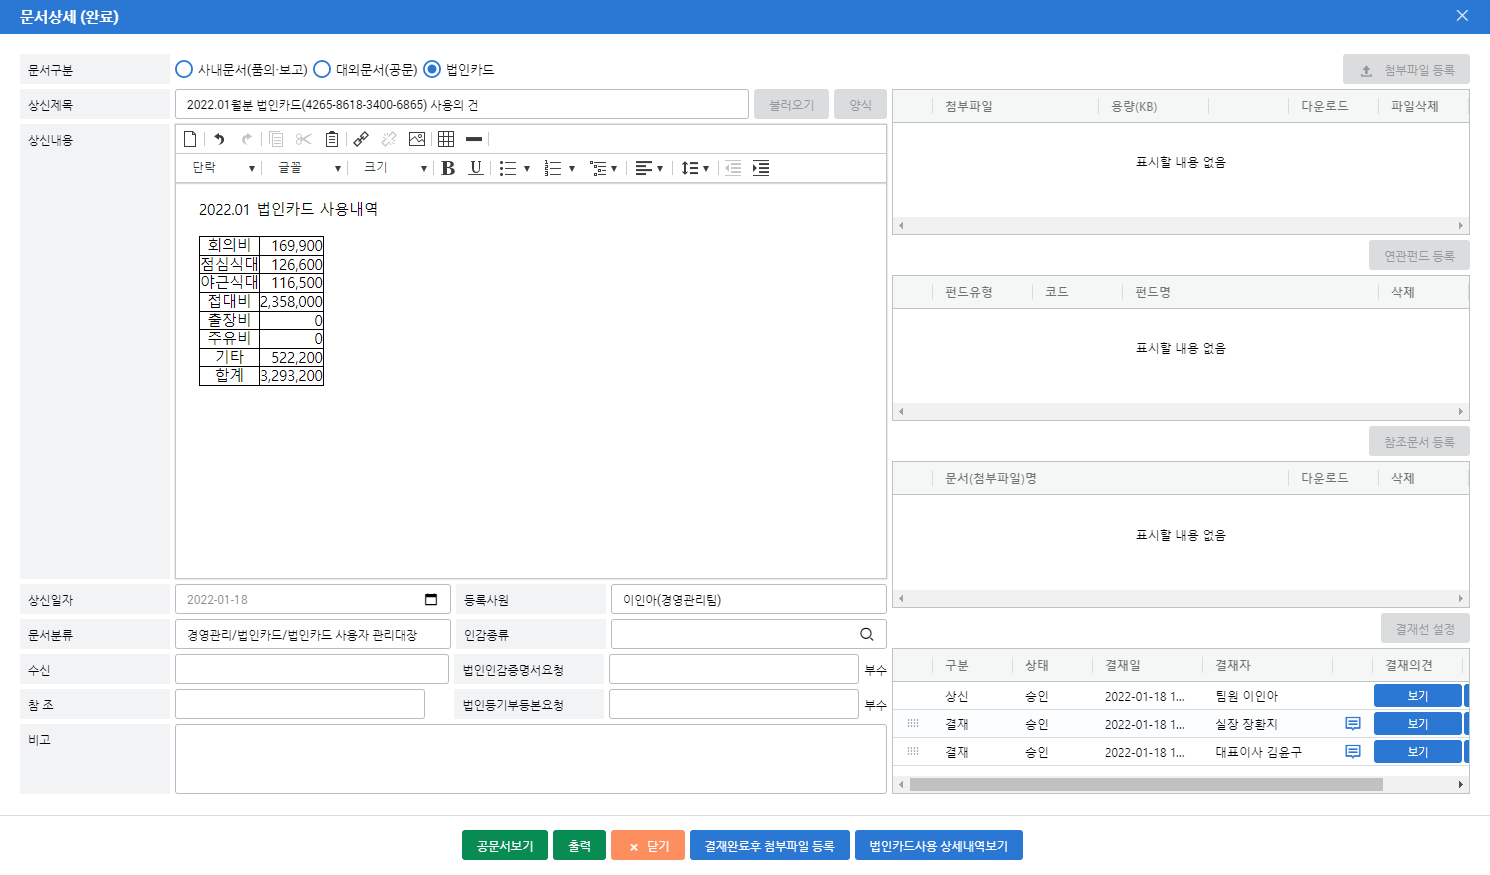 문서상세 (완료)
문서구분
사내문서(품의·보고)
대외문서(공문)
법인카드
첨부파일 등록
상신제목
2022.01월분 법인카드(4265-8618-3400-6865) 사용의 건
불러오기
양식
첨부파일
용량(KB)
다운로드
파일삭제
표시할 내용 없음
상신내용
단락
글꼴
크기
B
U
2022.01 법인카드 사용내역
회의비 169,900
점심식대 126,600
야근식대 116,500
접대비 2,358,000
출장비 0
주유비 0
기타 522,200
합계 3,293,200
연관펀드 등록
펀드유형
코드
펀드명
삭제
표시할 내용 없음
참조문서 등록
문서(첨부파일)명
다운로드
삭제
표시할 내용 없음
상신일자
2022-01-18
등록사원
이인아(경영관리팀)
문서분류
경영관리/법인카드/법인카드 사용자 관리대장
인감종류
수신
법인인감증명서요청
부수
참 조
법인등기부등본요청
부수
비고
결재선 설정
구분 상태 결재일 결재자 결재의견
상신 승인 2022-01-18 1... 팀원 이인아 보기
결재 승인 2022-01-18 1... 실장 장환지 보기
결재 승인 2022-01-18 1... 대표이사 김윤구 보기
공문서보기
출력
× 닫기
결재완료후 첨부파일 등록
법인카드사용 상세내역보기